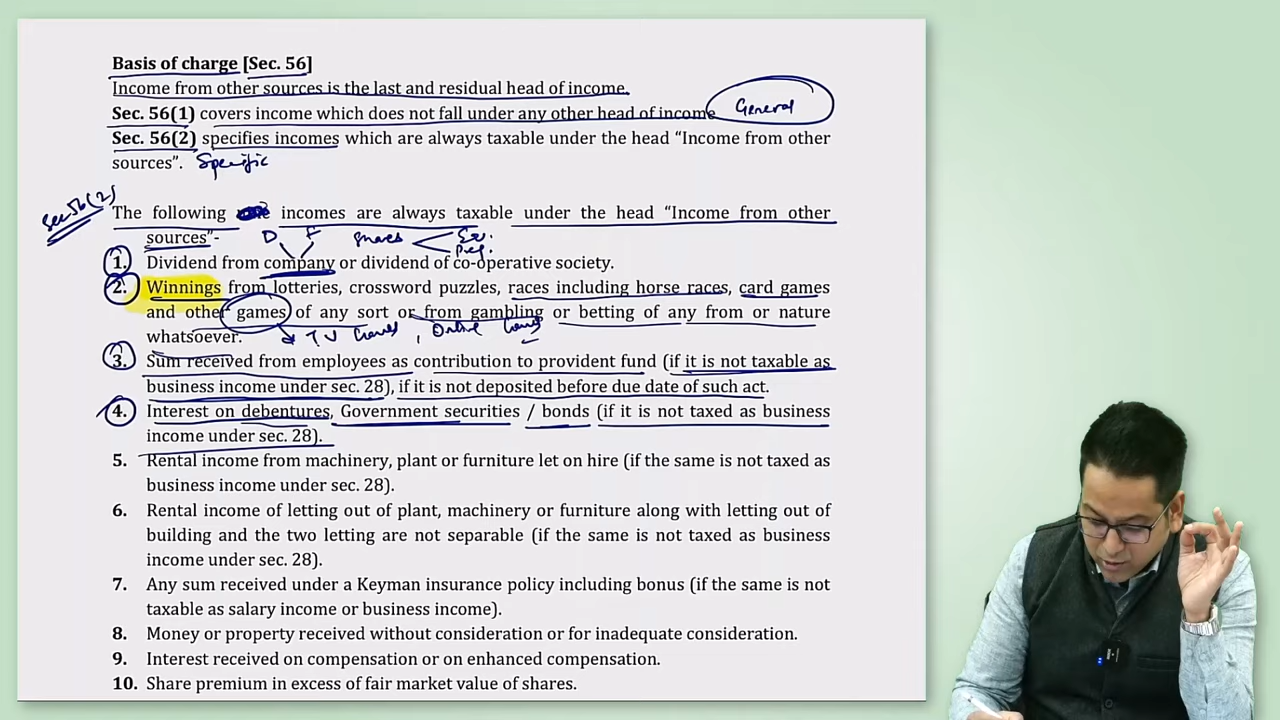 Basis of charge [Sec. 56]
Income from other sources is the last and residual head of income.
Sec. 56(1) covers income which does not fall under any other head of income General
Sec. 56(2) specifies incomes which are always taxable under the head “Income from other
sources”. Specific
Sec 56(2)
The following incomes are always taxable under the head “Income from other
sources”- D F Shares Eq. Pref.
1. Dividend from company or dividend of co-operative society.
2. Winnings from lotteries, crossword puzzles, races including horse races, card games
and other games of any sort or from gambling or betting of any from or nature
whatsoever. TV Games, Online Games
3. Sum received from employees as contribution to provident fund (if it is not taxable as
business income under sec. 28), if it is not deposited before due date of such act.
4. Interest on debentures, Government securities / bonds (if it is not taxed as business
income under sec. 28).
5. Rental income from machinery, plant or furniture let on hire (if the same is not taxed as
business income under sec. 28).
6. Rental income of letting out of plant, machinery or furniture along with letting out of
building and the two letting are not separable (if the same is not taxed as business
income under sec. 28).
7. Any sum received under a Keyman insurance policy including bonus (if the same is not
taxable as salary income or business income).
8. Money or property received without consideration or for inadequate consideration.
9. Interest received on compensation or on enhanced compensation.
10. Share premium in excess of fair market value of shares.